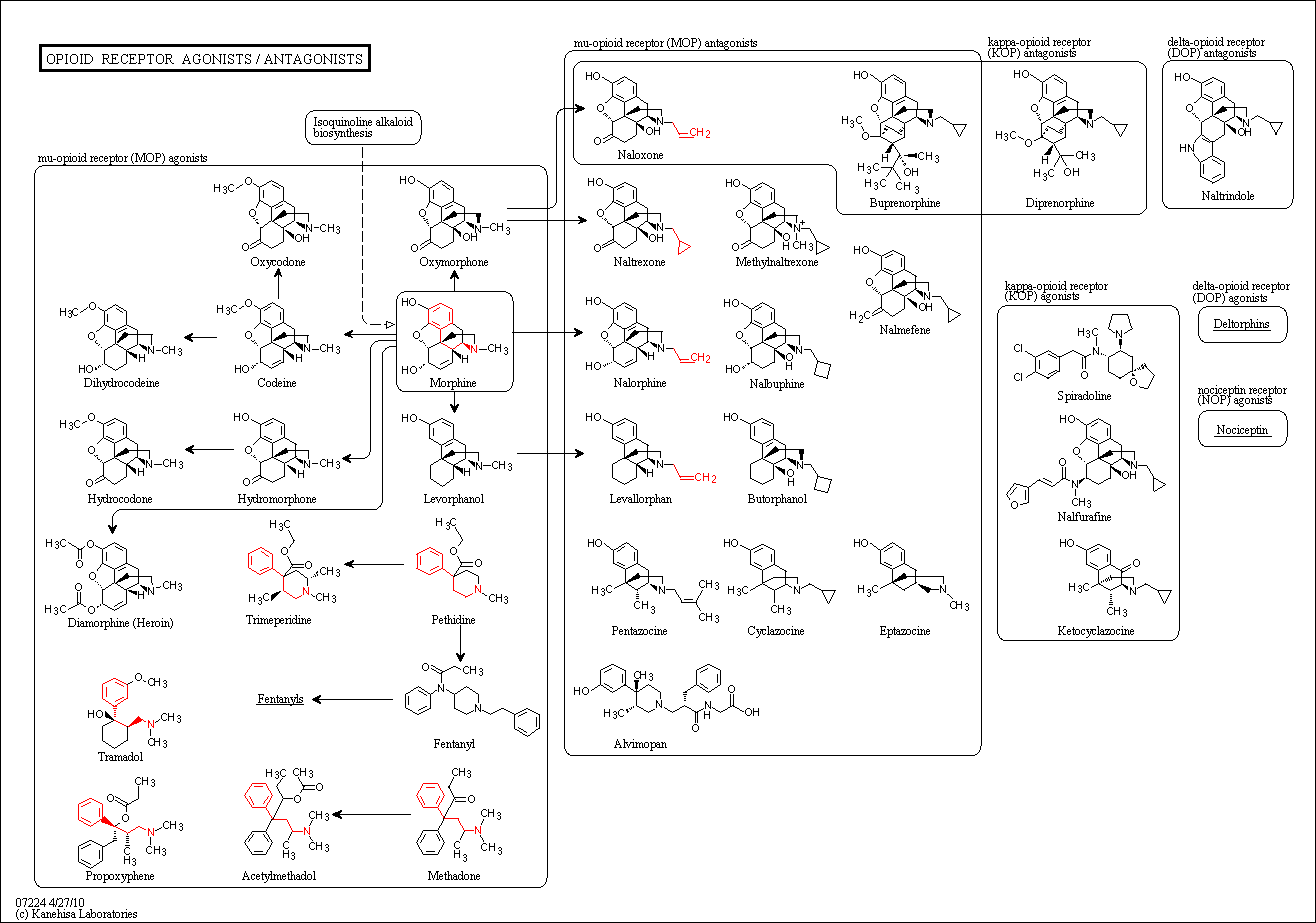 OPIOID RECEPTOR AGONISTS / ANTAGONISTS
Isoquinoline alkaloid
biosynthesis
mu-opioid receptor (MOP) agonists
mu-opioid receptor (MOP) antagonists
kappa-opioid receptor
(KOP) antagonists
delta-opioid receptor
(DOP) antagonists
Naloxone
Buprenorphine
Diprenorphine
Naltrindole
Oxycodone
Oxymorphone
Naltrexone
Methylnaltrexone
Nalmefene
kappa-opioid receptor
(KOP) agonists
delta-opioid receptor
(DOP) agonists
Deltorphins
Dihydrocodeine
Codeine
Morphine
Nalorphine
Nalbuphine
Spiradoline
nociceptin receptor
(NOP) agonists
Nociceptin
Hydrocodone
Hydromorphone
Levorphanol
Levallorphan
Butorphanol
Nalfurafine
Diamorphine (Heroin)
Trimeperidine
Pethidine
Pentazocine
Cyclazocine
Eptazocine
Ketocyclazocine
Tramadol
Fentanyls
Fentanyl
Alvimopan
Propoxyphene
Acetylmethadol
Methadone
07224 4/27/10
(c) Kanehisa Laboratories